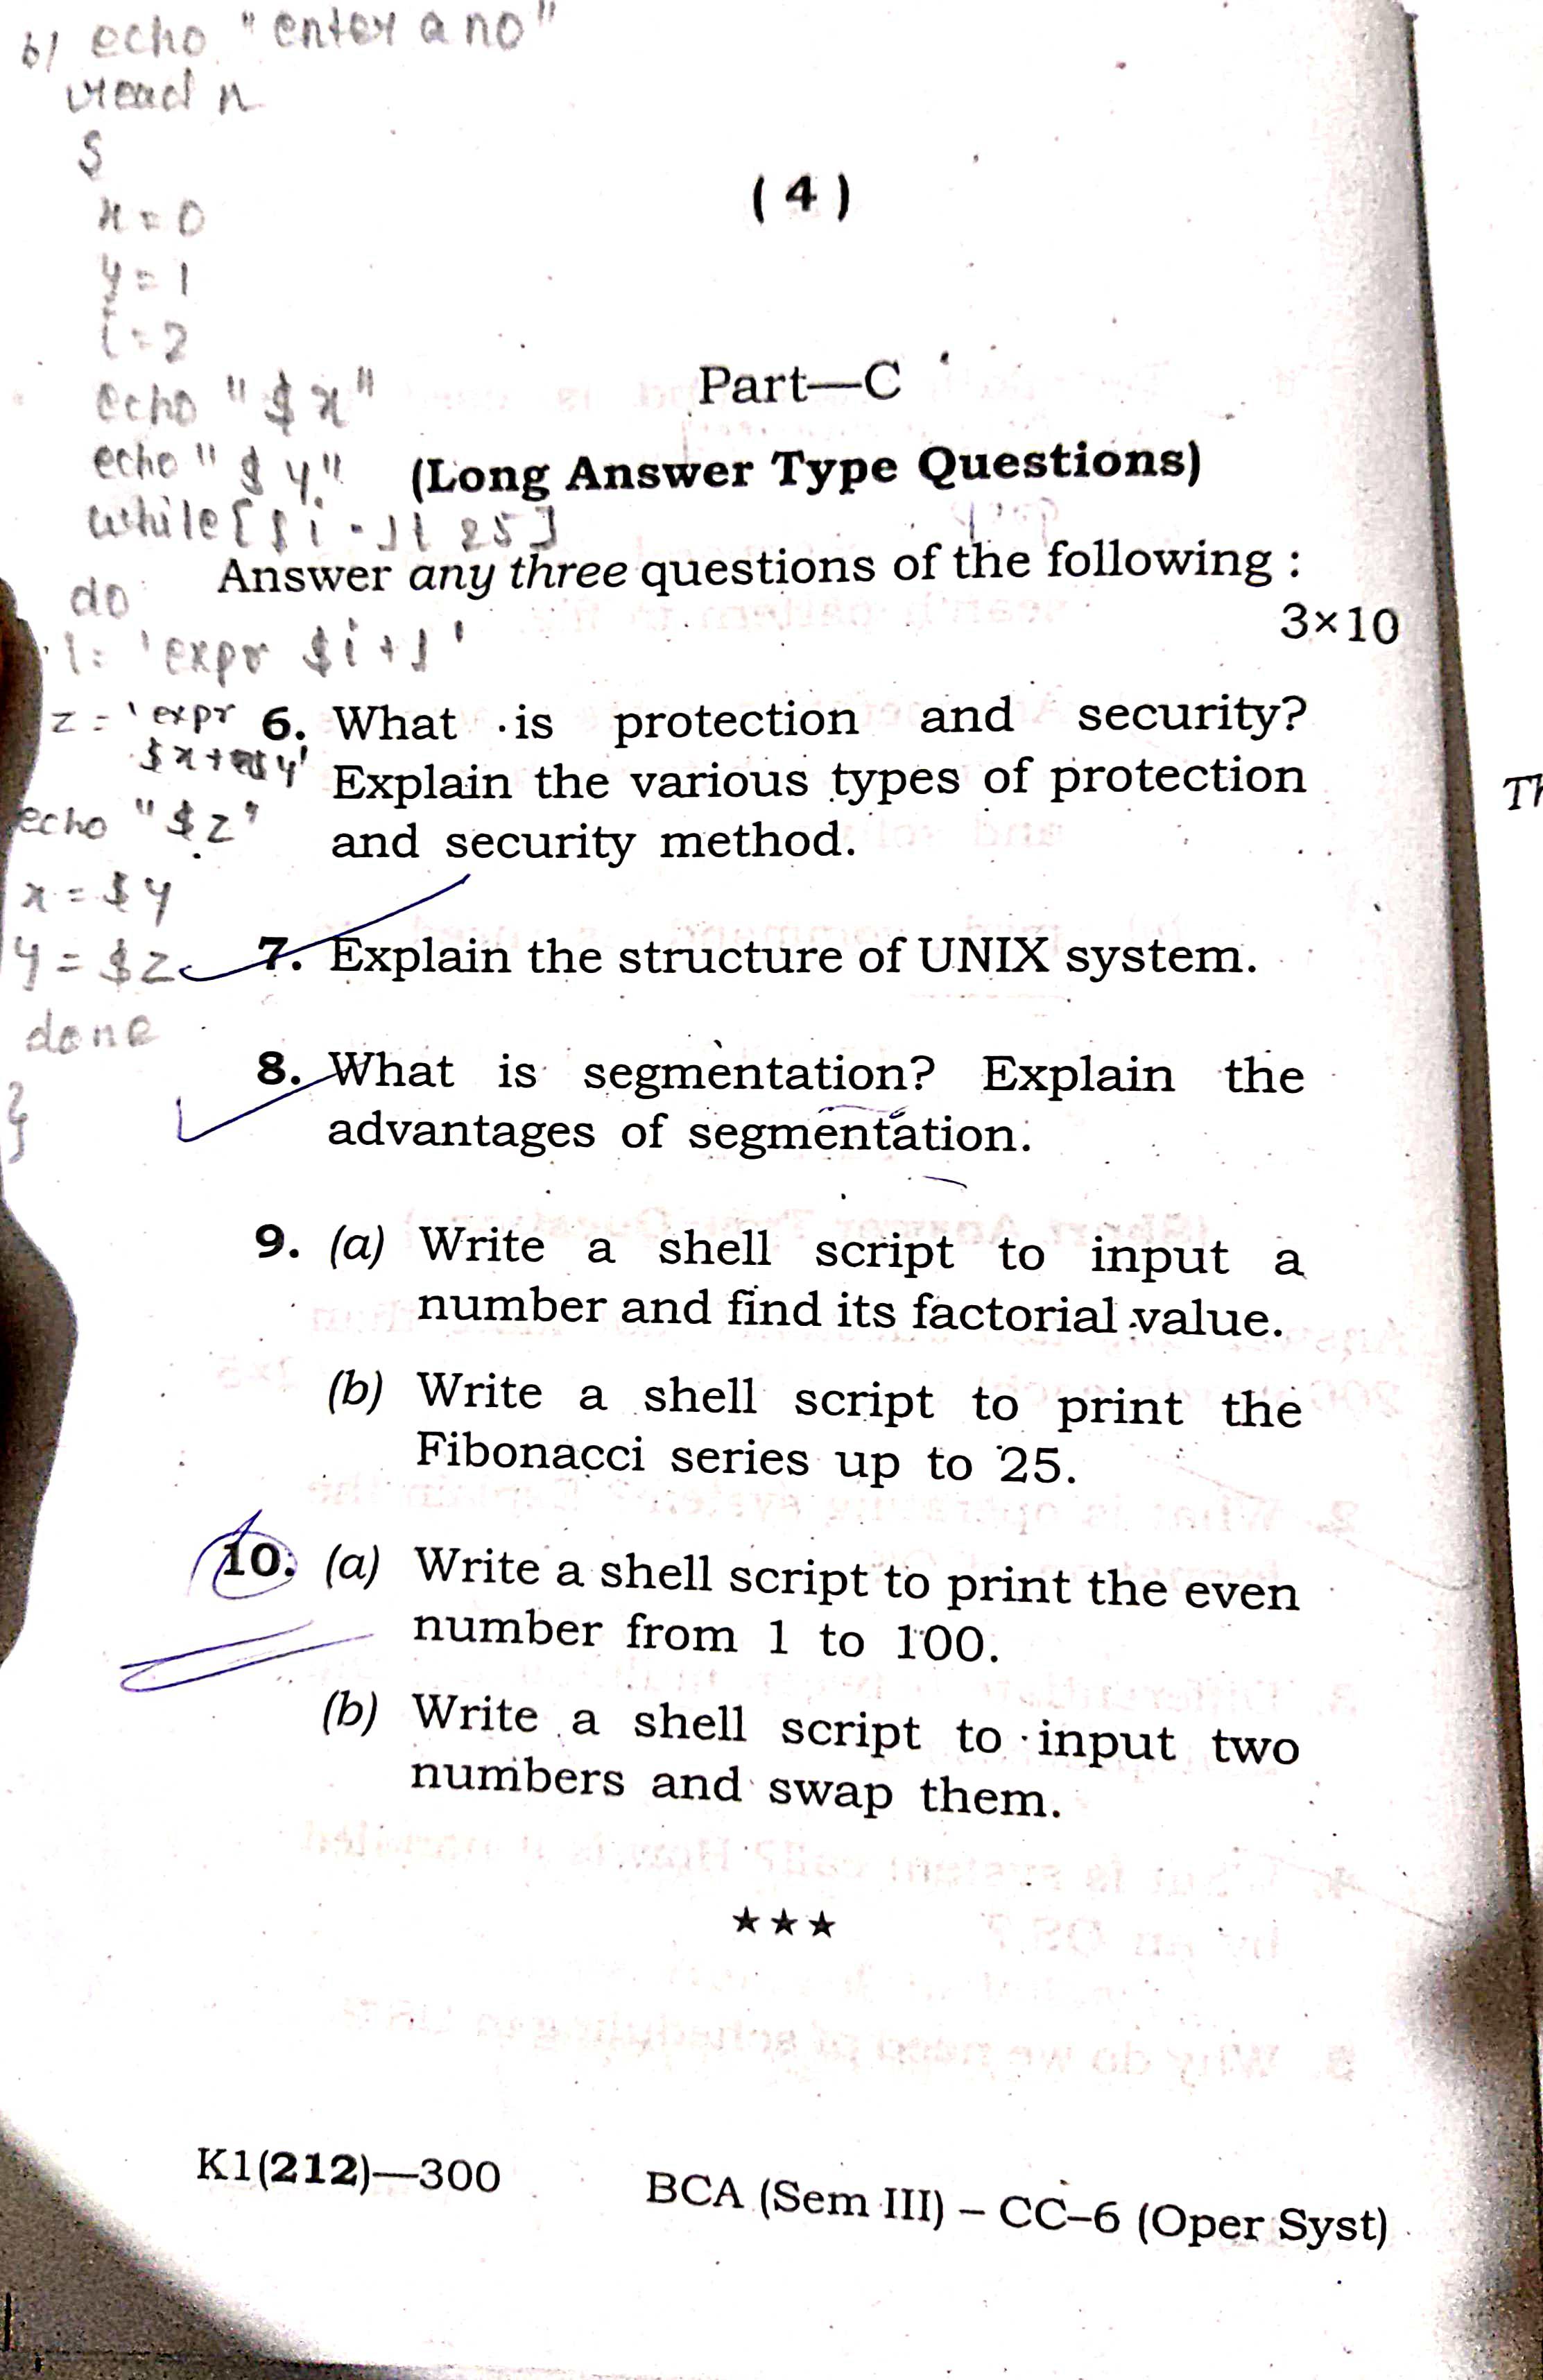 b) echo "enter a no"
read n
x=0
y=1
i=2
echo "$x"
echo "$y"
while[$i -lt 25]
do
i= 'expr $i+1'
z= 'expr
$x+$y'
echo "$z"
x=$y
y=$z
done
}
(4)
Part—C
(Long Answer Type Questions)
Answer any three questions of the following :
3×10
6. What is protection and security?
Explain the various types of protection
and security method.
7. Explain the structure of UNIX system.
8. What is segmentation? Explain the
advantages of segmentation.
9. (a) Write a shell script to input a
number and find its factorial value.
(b) Write a shell script to print the
Fibonacci series up to 25.
10. (a) Write a shell script to print the even
number from 1 to 100.
(b) Write a shell script to input two
numbers and swap them.
★★★
K1(212)—300
BCA (Sem III) – CC–6 (Oper Syst)